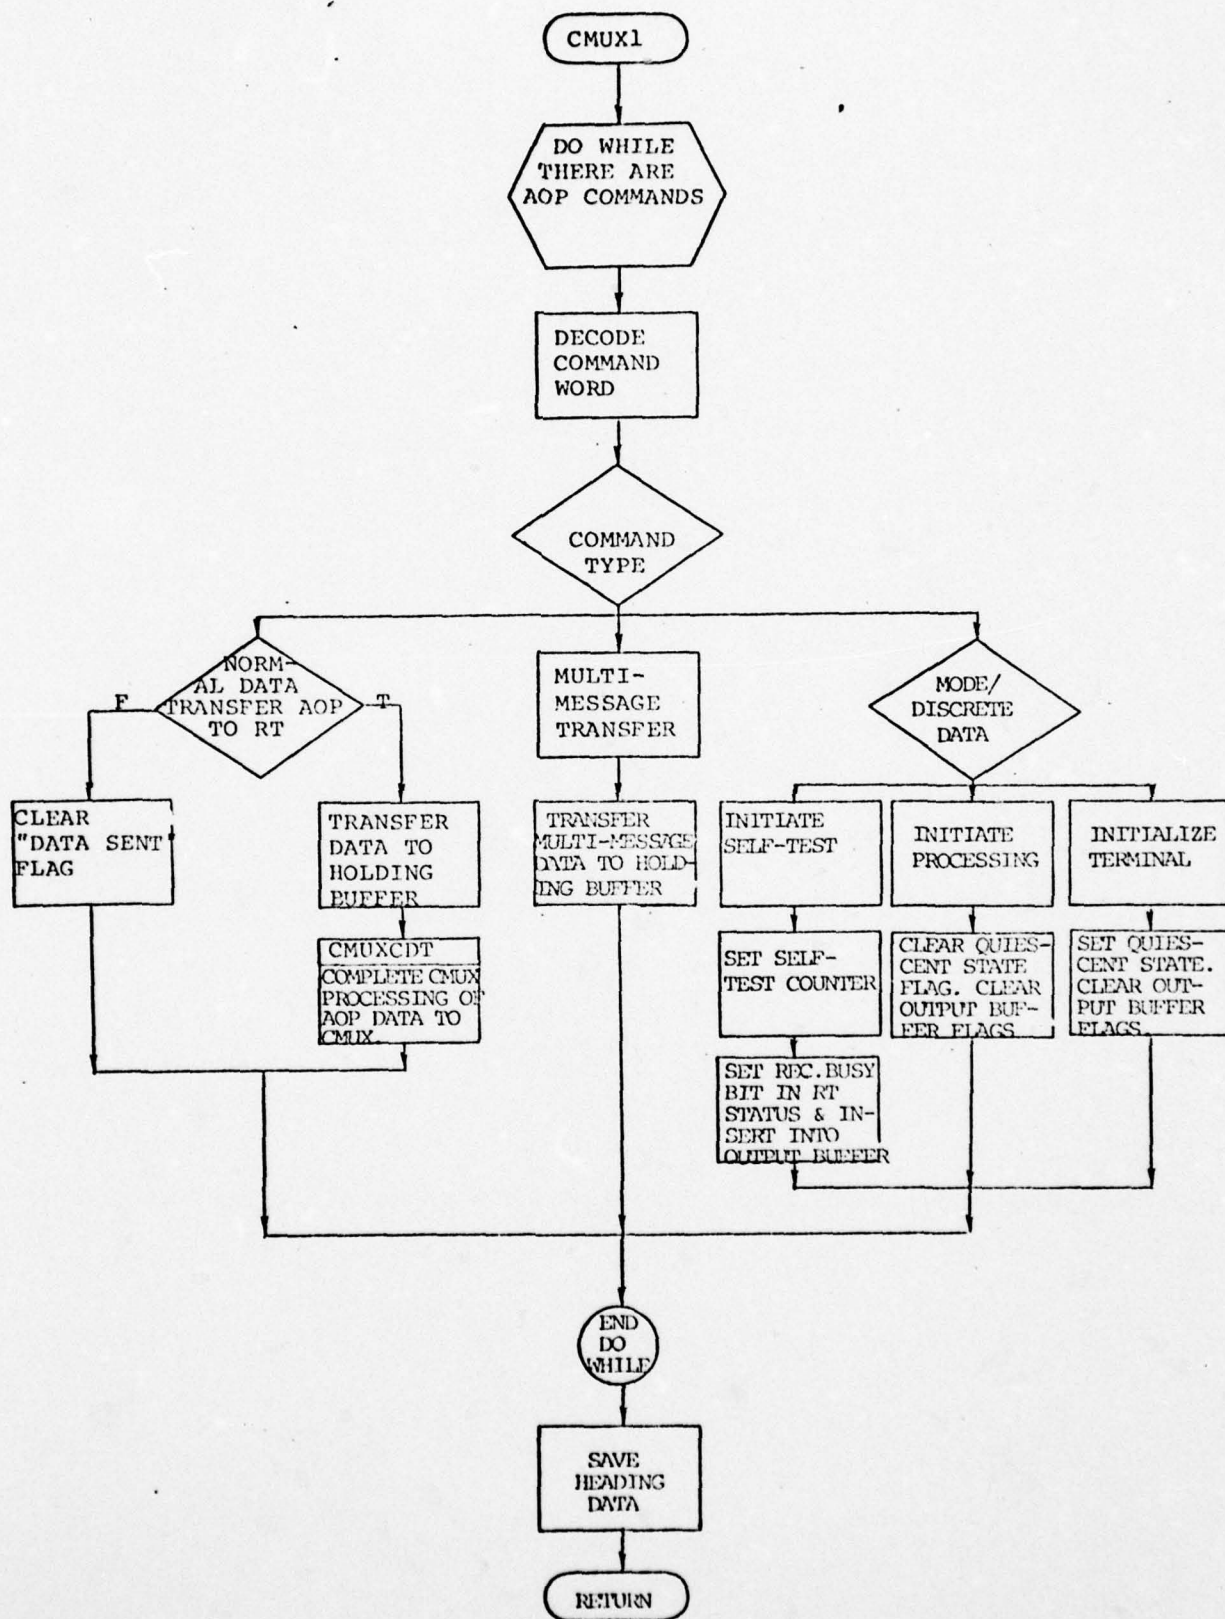 CMUX1
DO WHILE
THERE ARE
AOP COMMANDS
DECODE
COMMAND
WORD
COMMAND
TYPE
NORM-
AL DATA
TRANSFER AOP
TO RT
F
T
MULTI-
MESSAGE
TRANSFER
MODE/
DISCRETE
DATA
CLEAR
"DATA SENT"
FLAG
TRANSFER
DATA TO
HOLDING
BUFFER
TRANSFER
MULTI-MESSAGE
DATA TO HOLD-
ING BUFFER
INITIATE
SELF-TEST
INITIATE
PROCESSING
INITIALIZE
TERMINAL
CMUXCDT
COMPLETE CMUX
PROCESSING OF
AOP DATA TO
CMUX.
SET SELF-
TEST COUNTER
CLEAR QUIES-
CENT STATE
FLAG. CLEAR
OUTPUT BUF-
FER FLAGS.
SET QUIES-
CENT STATE.
CLEAR OUT-
PUT BUFFER
FLAGS.
SET REC.BUSY
BIT IN RT
STATUS & IN-
SERT INTO
OUTPUT BUFFER
END
DO
WHILE
SAVE
HEADING
DATA
RETURN